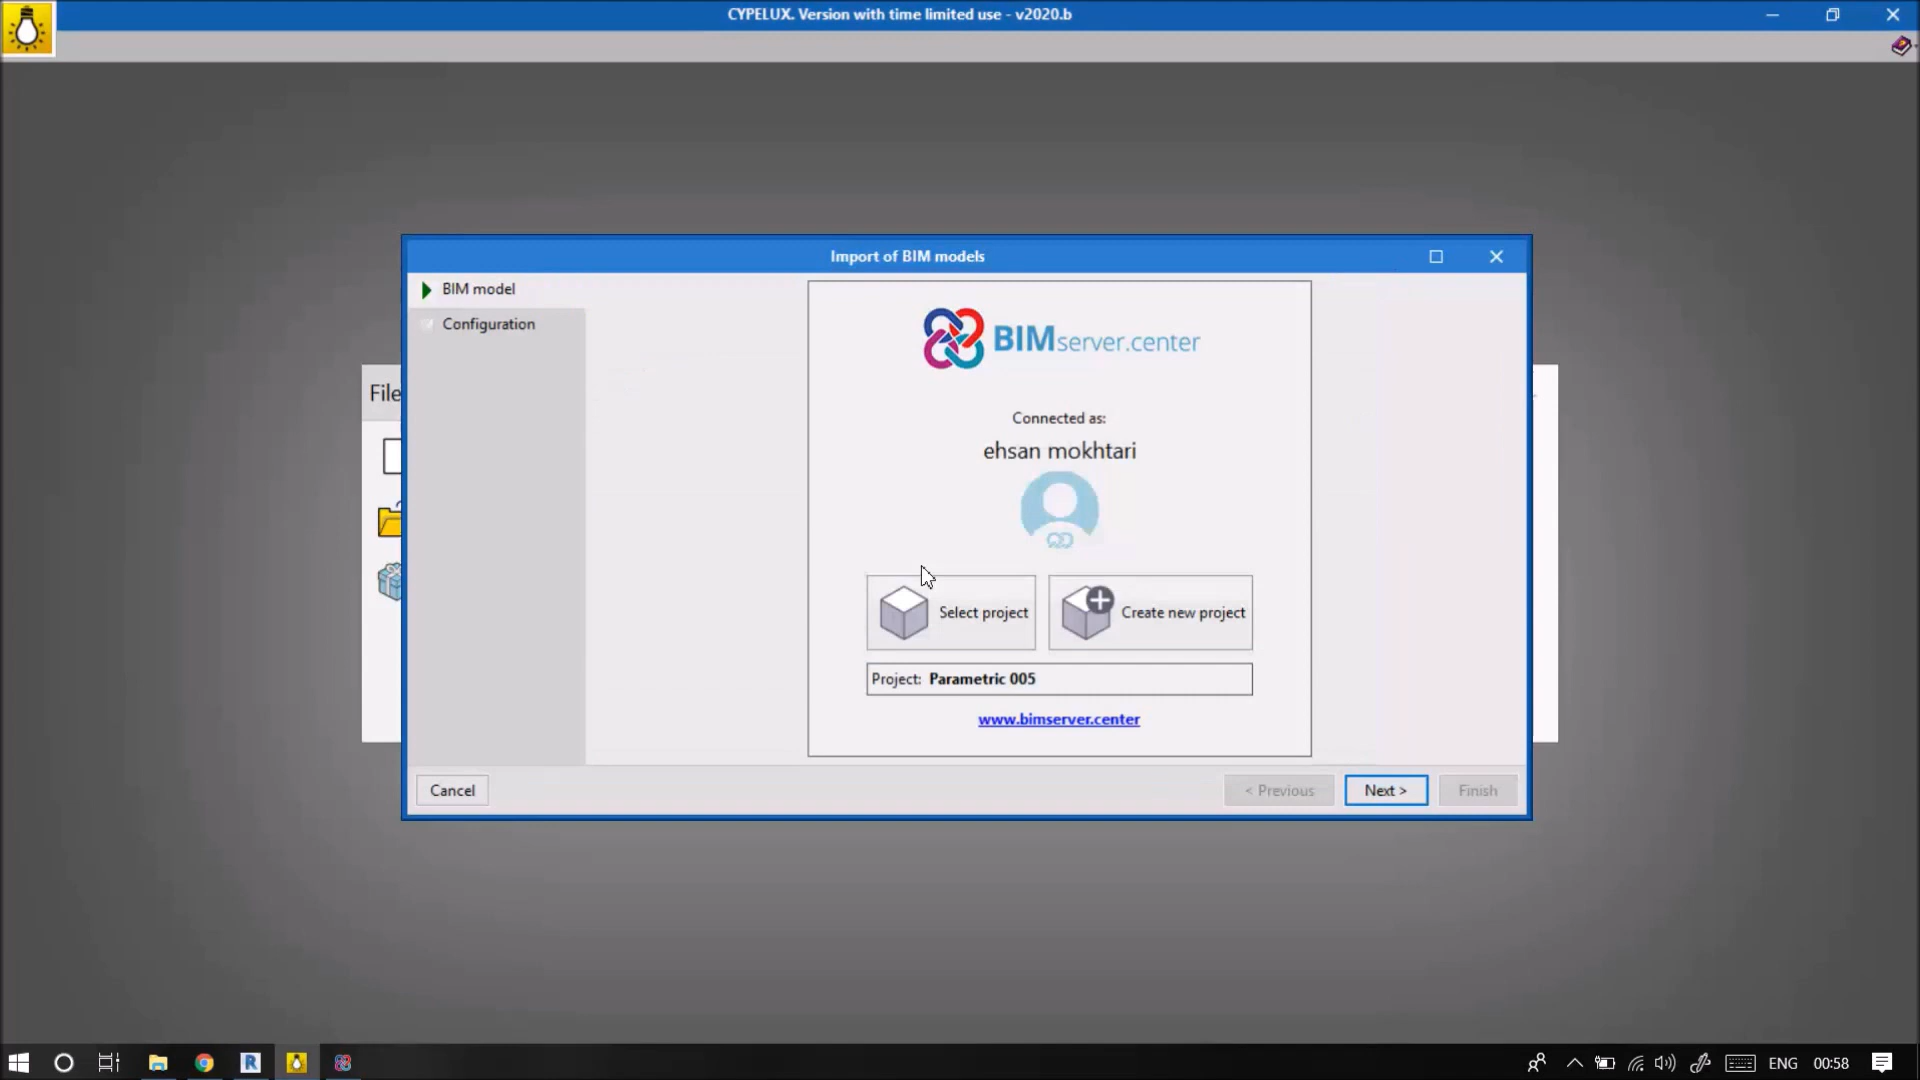 CYPELUX. Version with time limited use - v2020.b
Import of BIM models
BIM model
Configuration
File
BIMserver.center
Connected as:
ehsan mokhtari
Select project
Create new project
Project: Parametric 005
www.bimserver.center
Cancel
< Previous
Next >
Finish
R
ENG
00:58